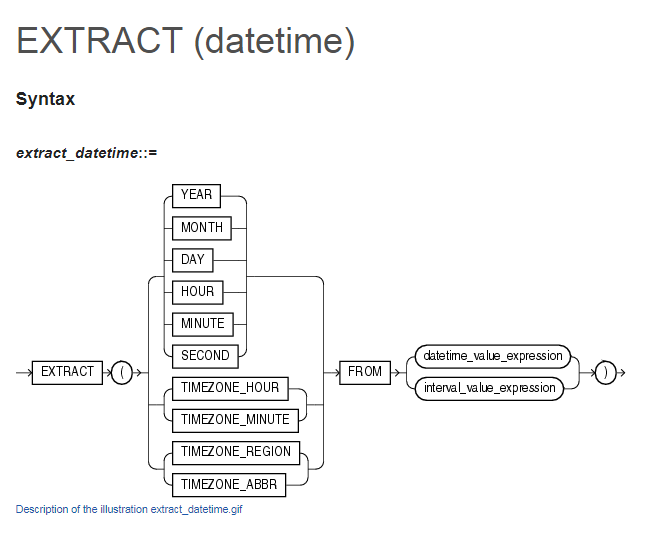 EXTRACT (datetime)
Syntax
extract_datetime::=
YEAR
MONTH
DAY
HOUR
MINUTE
SECOND
EXTRACT ( FROM datetime_value_expression interval_value_expression )
TIMEZONE_HOUR
TIMEZONE_MINUTE
TIMEZONE_REGION
TIMEZONE_ABBR
Description of the illustration extract_datetime.gif